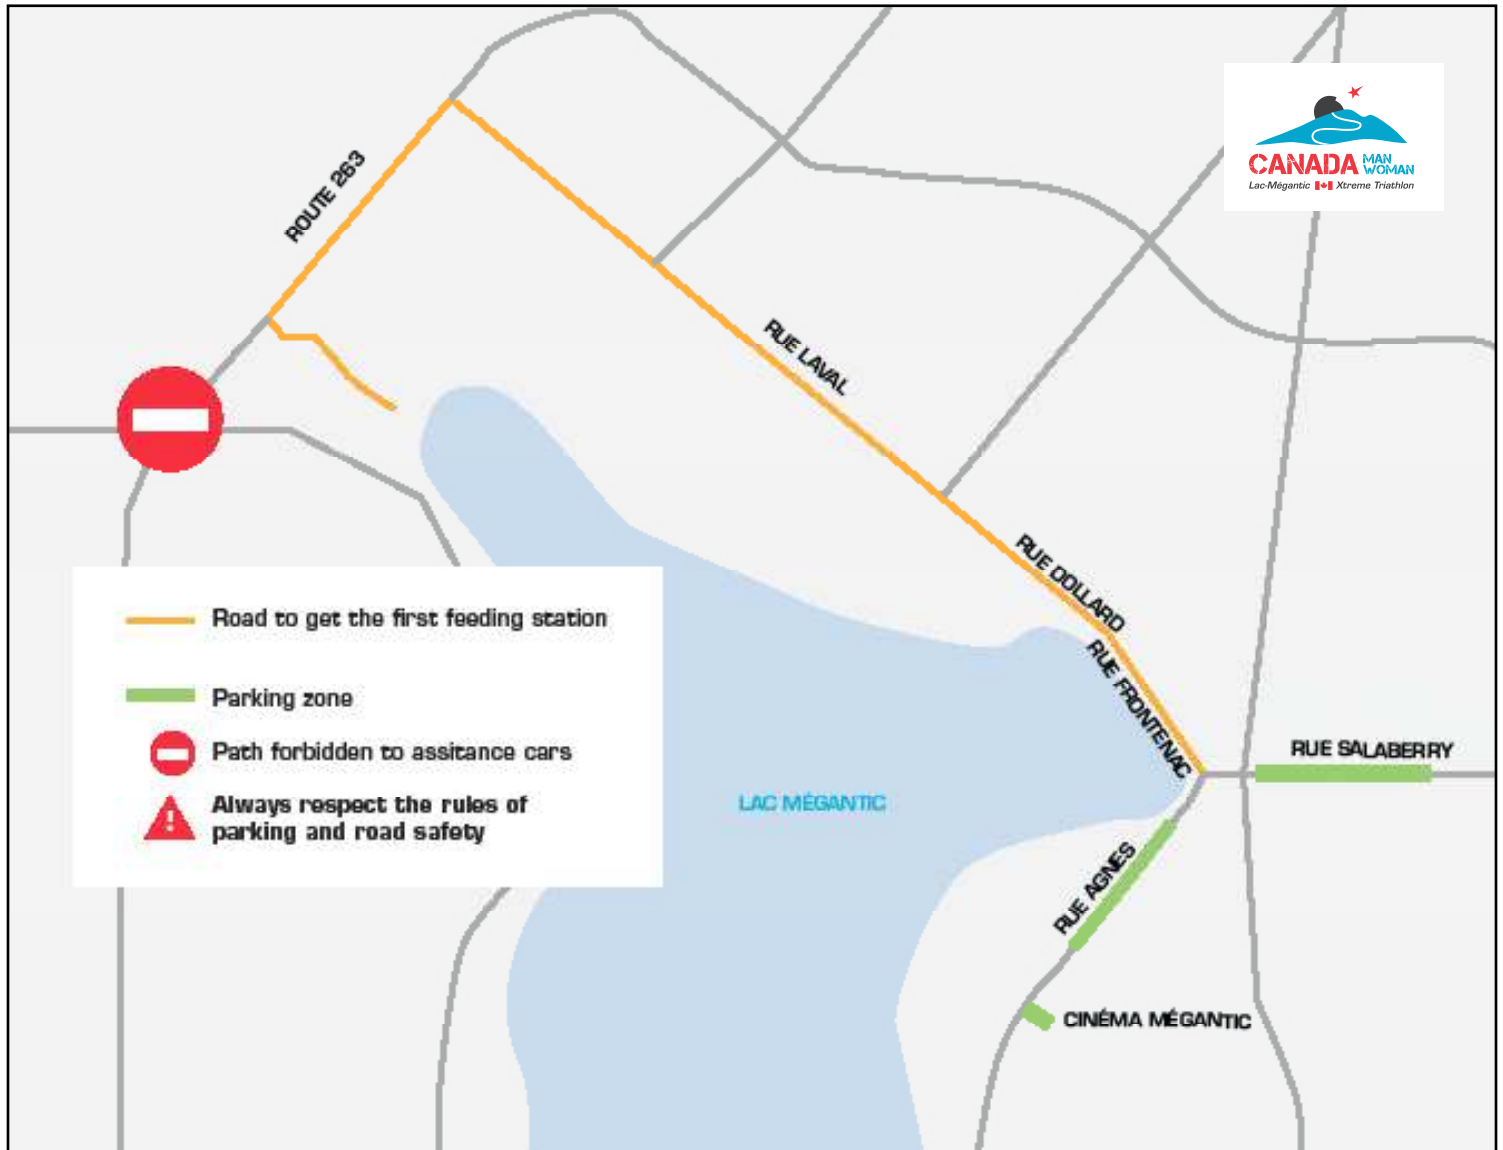 CANADA MAN
WOMAN
Lac-Mégantic Xtreme Triathlon
ROUTE 263
RUE LAVAL
RUE DOLLARD
RUE FRONTENAC
Road to get the first feeding station
Parking zone
Path forbidden to assitance cars
Always respect the rules of
parking and road safety
LAC MÉGANTIC
RUE SALABERRY
RUE AGNES
CINÉMA MÉGANTIC